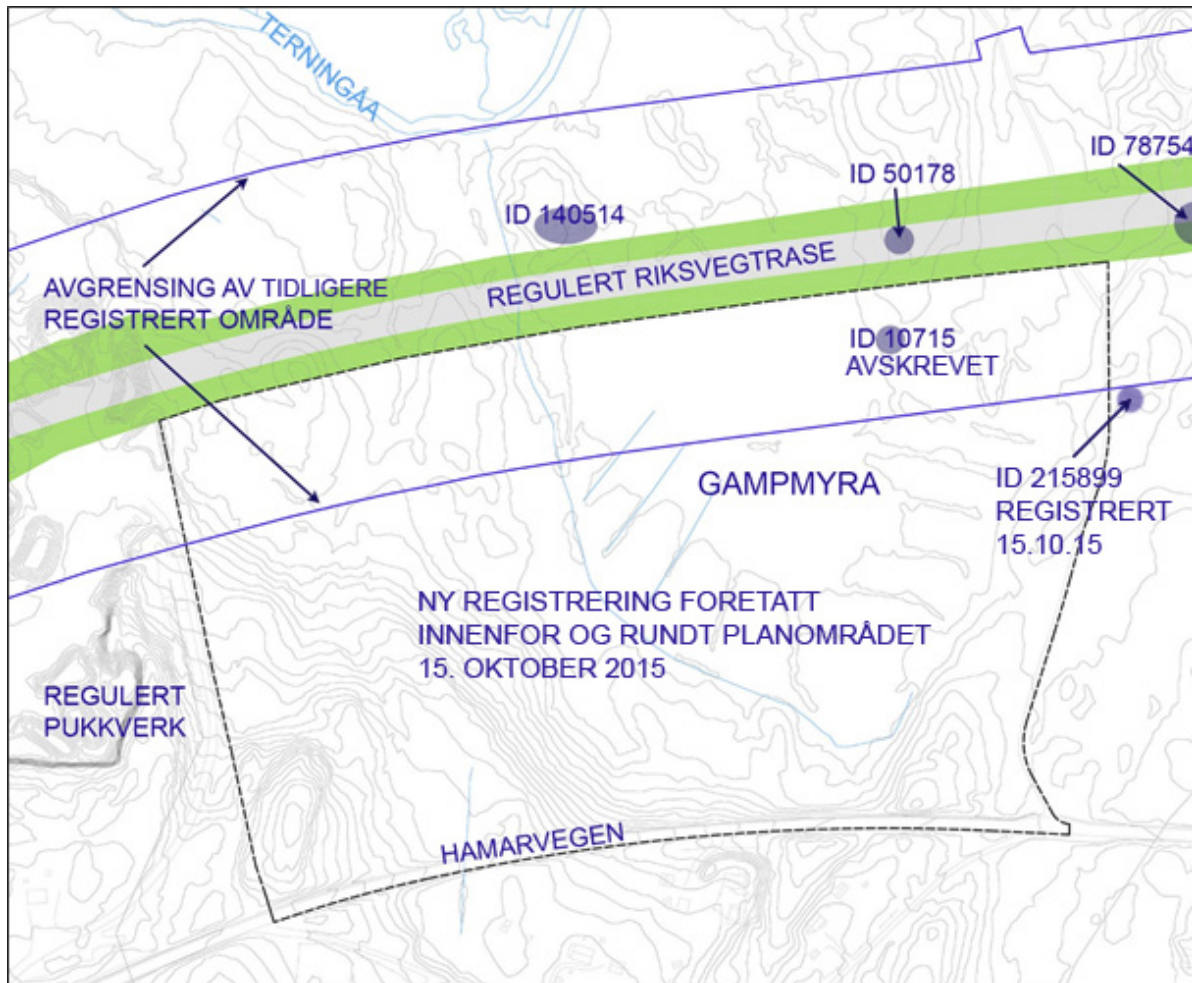 TERNINGÅA
ID 78754
ID 50178
ID 140514
REGULERT RIKSVEGTRASE
AVGRENSING AV TIDLIGERE
REGISTRERT OMRÅDE
ID 10715
AVSKREVET
GAMPMYRA
ID 215899
REGISTRERT
15.10.15
NY REGISTRERING FORETATT
INNENFOR OG RUNDT PLANOMRÅDET
15. OKTOBER 2015
REGULERT
PUKKVERK
HAMARVEGEN